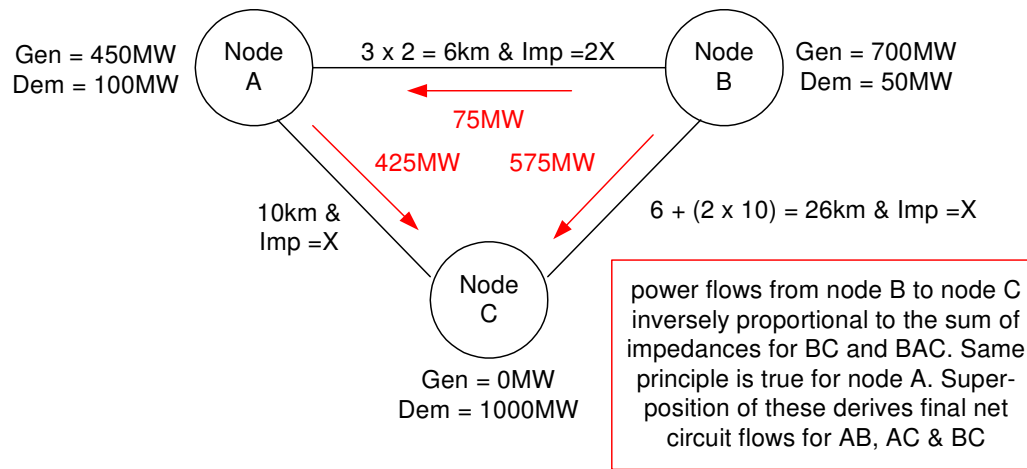 Gen = 450MW
Dem = 100MW
Node
A
3 x 2 = 6km & Imp =2X
Node
B
Gen = 700MW
Dem = 50MW
75MW
425MW
575MW
10km &
Imp =X
6 + (2 x 10) = 26km & Imp =X
Node
C
Gen = 0MW
Dem = 1000MW
power flows from node B to node C
inversely proportional to the sum of
impedances for BC and BAC. Same
principle is true for node A. Super-
position of these derives final net
circuit flows for AB, AC & BC